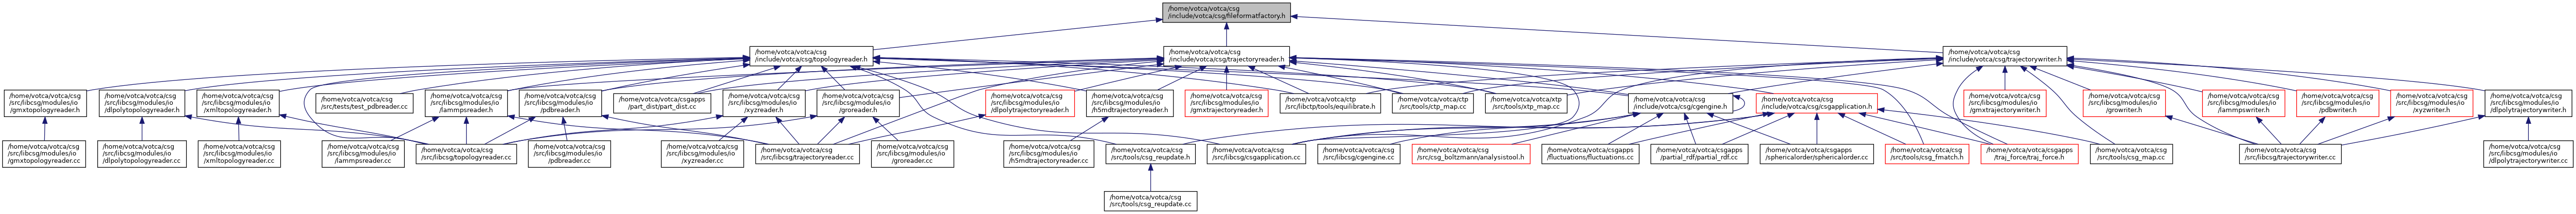 /home/votca/votca/csg
/include/votca/csg/fileformatfactory.h
/home/votca/votca/csg
/include/votca/csg/topologyreader.h
/home/votca/votca/csg
/include/votca/csg/trajectoryreader.h
/home/votca/votca/csg
/include/votca/csg/trajectorywriter.h
/home/votca/votca/csg
/src/libcsg/modules/io
/gmxtopologyreader.h
/home/votca/votca/csg
/src/libcsg/modules/io
/dlpolytopologyreader.h
/home/votca/votca/csg
/src/libcsg/modules/io
/xmltopologyreader.h
/home/votca/votca/csg
/src/tests/test_pdbreader.cc
/home/votca/votca/csg
/src/libcsg/modules/io
/lammpsreader.h
/home/votca/votca/csg
/src/libcsg/modules/io
/pdbreader.h
/home/votca/votca/csgapps
/part_dist/part_dist.cc
/home/votca/votca/csg
/src/libcsg/modules/io
/xyzreader.h
/home/votca/votca/csg
/src/libcsg/modules/io
/groreader.h
/home/votca/votca/csg
/src/libcsg/modules/io
/dlpolytrajectoryreader.h
/home/votca/votca/csg
/src/libcsg/modules/io
/h5mdtrajectoryreader.h
/home/votca/votca/csg
/src/libcsg/modules/io
/gmxtrajectoryreader.h
/home/votca/votca/ctp
/src/libctp/tools/equilibrate.h
/home/votca/votca/ctp
/src/tools/ctp_map.cc
/home/votca/votca/xtp
/src/tools/xtp_map.cc
/home/votca/votca/csg
/include/votca/csg/cgengine.h
/home/votca/votca/csg
/include/votca/csg/csgapplication.h
/home/votca/votca/csg
/src/libcsg/modules/io
/gmxtrajectorywriter.h
/home/votca/votca/csg
/src/libcsg/modules/io
/growriter.h
/home/votca/votca/csg
/src/libcsg/modules/io
/lammpswriter.h
/home/votca/votca/csg
/src/libcsg/modules/io
/pdbwriter.h
/home/votca/votca/csg
/src/libcsg/modules/io
/xyzwriter.h
/home/votca/votca/csg
/src/libcsg/modules/io
/dlpolytrajectorywriter.h
/home/votca/votca/csg
/src/libcsg/modules/io
/gmxtopologyreader.cc
/home/votca/votca/csg
/src/libcsg/modules/io
/dlpolytopologyreader.cc
/home/votca/votca/csg
/src/libcsg/modules/io
/xmltopologyreader.cc
/home/votca/votca/csg
/src/libcsg/modules/io
/lammpsreader.cc
/home/votca/votca/csg
/src/libcsg/topologyreader.cc
/home/votca/votca/csg
/src/libcsg/modules/io
/pdbreader.cc
/home/votca/votca/csg
/src/libcsg/modules/io
/xyzreader.cc
/home/votca/votca/csg
/src/libcsg/trajectoryreader.cc
/home/votca/votca/csg
/src/libcsg/modules/io
/groreader.cc
/home/votca/votca/csg
/src/libcsg/modules/io
/h5mdtrajectoryreader.cc
/home/votca/votca/csg
/src/tools/csg_reupdate.h
/home/votca/votca/csg
/src/libcsg/csgapplication.cc
/home/votca/votca/csg
/src/libcsg/cgengine.cc
/home/votca/votca/csg
/src/csg_boltzmann/analysistool.h
/home/votca/votca/csgapps
/fluctuations/fluctuations.cc
/home/votca/votca/csgapps
/partial_rdf/partial_rdf.cc
/home/votca/votca/csgapps
/sphericalorder/sphericalorder.cc
/home/votca/votca/csg
/src/tools/csg_fmatch.h
/home/votca/votca/csgapps
/traj_force/traj_force.h
/home/votca/votca/csg
/src/tools/csg_map.cc
/home/votca/votca/csg
/src/libcsg/trajectorywriter.cc
/home/votca/votca/csg
/src/libcsg/modules/io
/dlpolytrajectorywriter.cc
/home/votca/votca/csg
/src/tools/csg_reupdate.cc